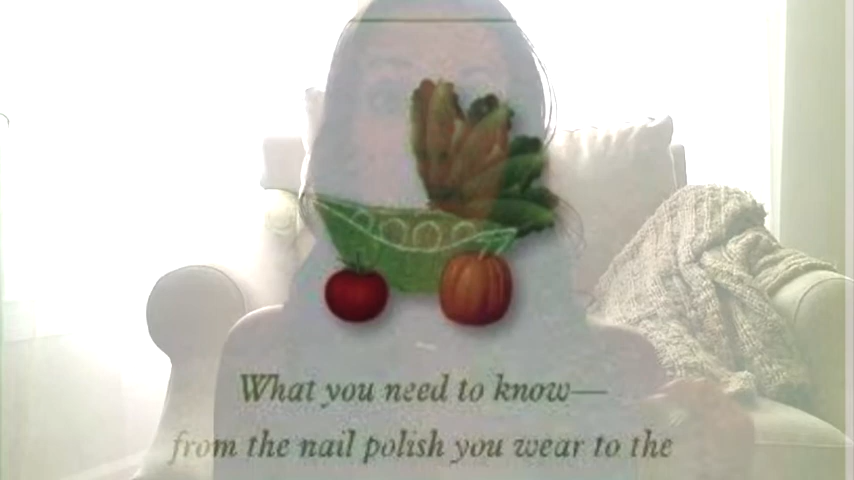 What you need to know—
from the nail polish you wear to the